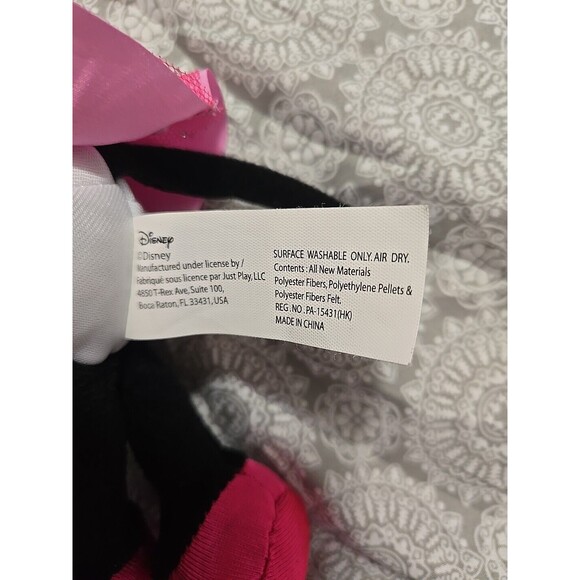 Disney
©Disney
Manufactured under license by /
Fabriqué sous licence par Just Play, LLC
4850 T-Rex Ave, Suite 100,
Boca Raton, FL 33431, USA
SURFACE WASHABLE ONLY. AIR DRY.
Contents : All New Materials
Polyester Fibers, Polyethylene Pellets &
Polyester Fibers Felt.
REG. NO. PA-15431(HK)
MADE IN CHINA